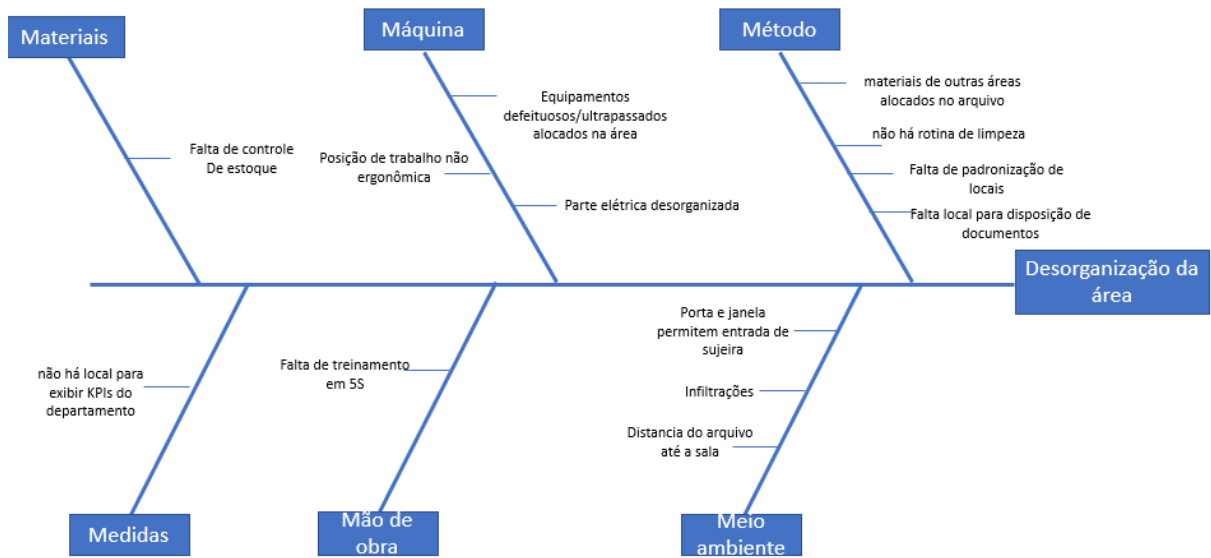 Materiais
Máquina
Método
Falta de controle
De estoque
Equipamentos
defeituosos/ultrapassados
alocados na área
Posição de trabalho não
ergonômica
Parte elétrica desorganizada
materiais de outras áreas
alocados no arquivo
não há rotina de limpeza
Falta de padronização de
locais
Falta local para disposição de
documentos
Desorganização da
área
não há local para
exibir KPIs do
departamento
Falta de treinamento
em 5S
Porta e janela
permitem entrada de
sujeira
Infiltrações
Distancia do arquivo
até a sala
Medidas
Mão de
obra
Meio
ambiente